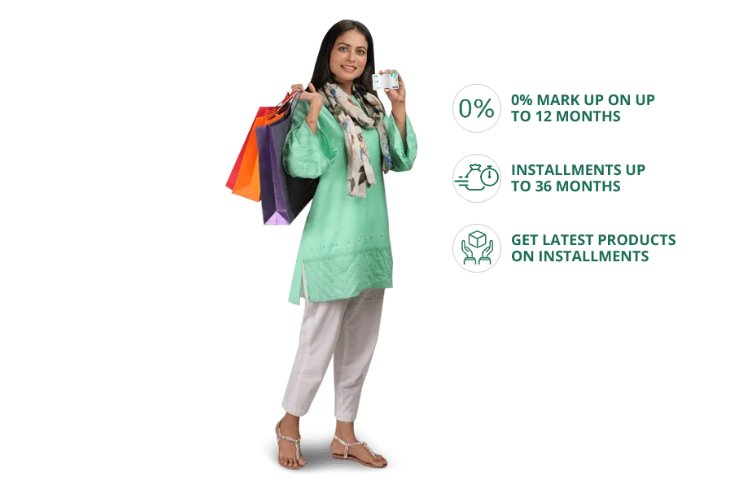 0%
0% MARK UP ON UP
TO 12 MONTHS
INSTALLMENTS UP
TO 36 MONTHS
GET LATEST PRODUCTS
ON INSTALLMENTS